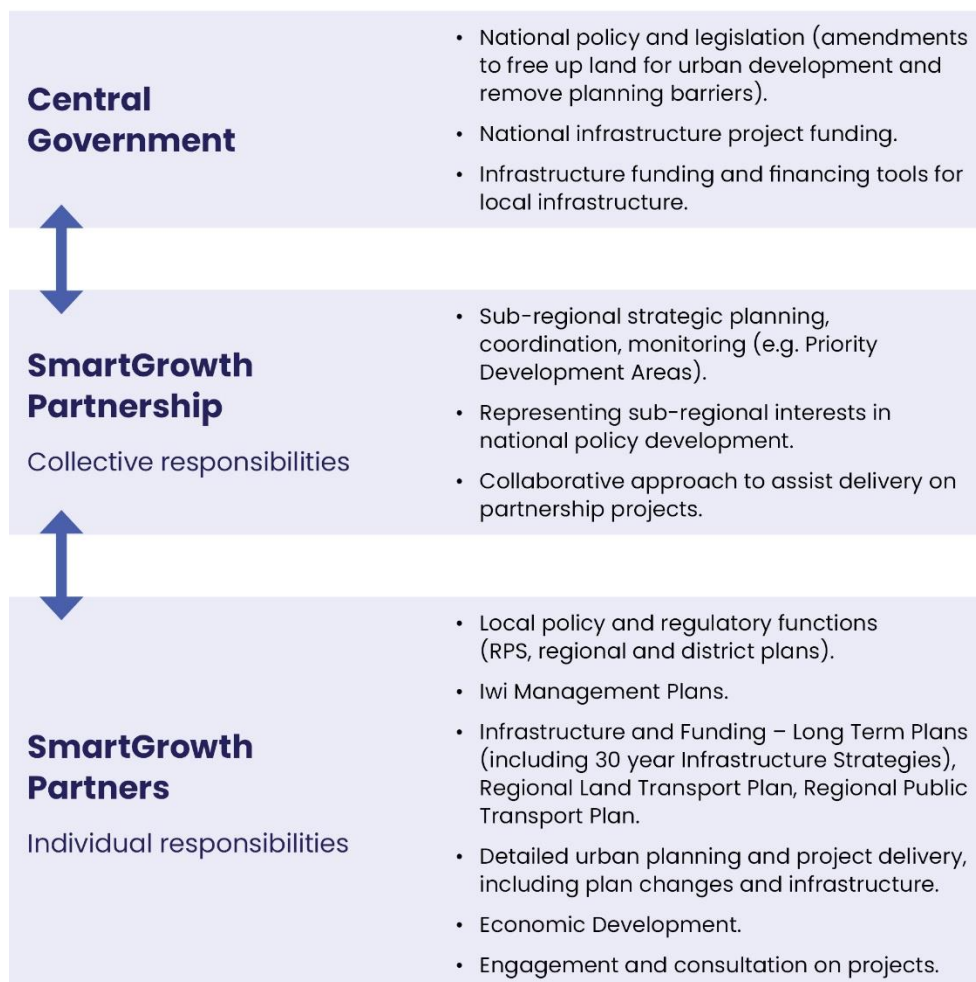 Central
Government
• National policy and legislation (amendments
to free up land for urban development and
remove planning barriers).
• National infrastructure project funding.
• Infrastructure funding and financing tools for
local infrastructure.
SmartGrowth
Partnership
Collective responsibilities
• Sub-regional strategic planning,
coordination, monitoring (e.g. Priority
Development Areas).
• Representing sub-regional interests in
national policy development.
• Collaborative approach to assist delivery on
partnership projects.
SmartGrowth
Partners
Individual responsibilities
• Local policy and regulatory functions
(RPS, regional and district plans).
• Iwi Management Plans.
• Infrastructure and Funding – Long Term Plans
(including 30 year Infrastructure Strategies),
Regional Land Transport Plan, Regional Public
Transport Plan.
• Detailed urban planning and project delivery,
including plan changes and infrastructure.
• Economic Development.
• Engagement and consultation on projects.